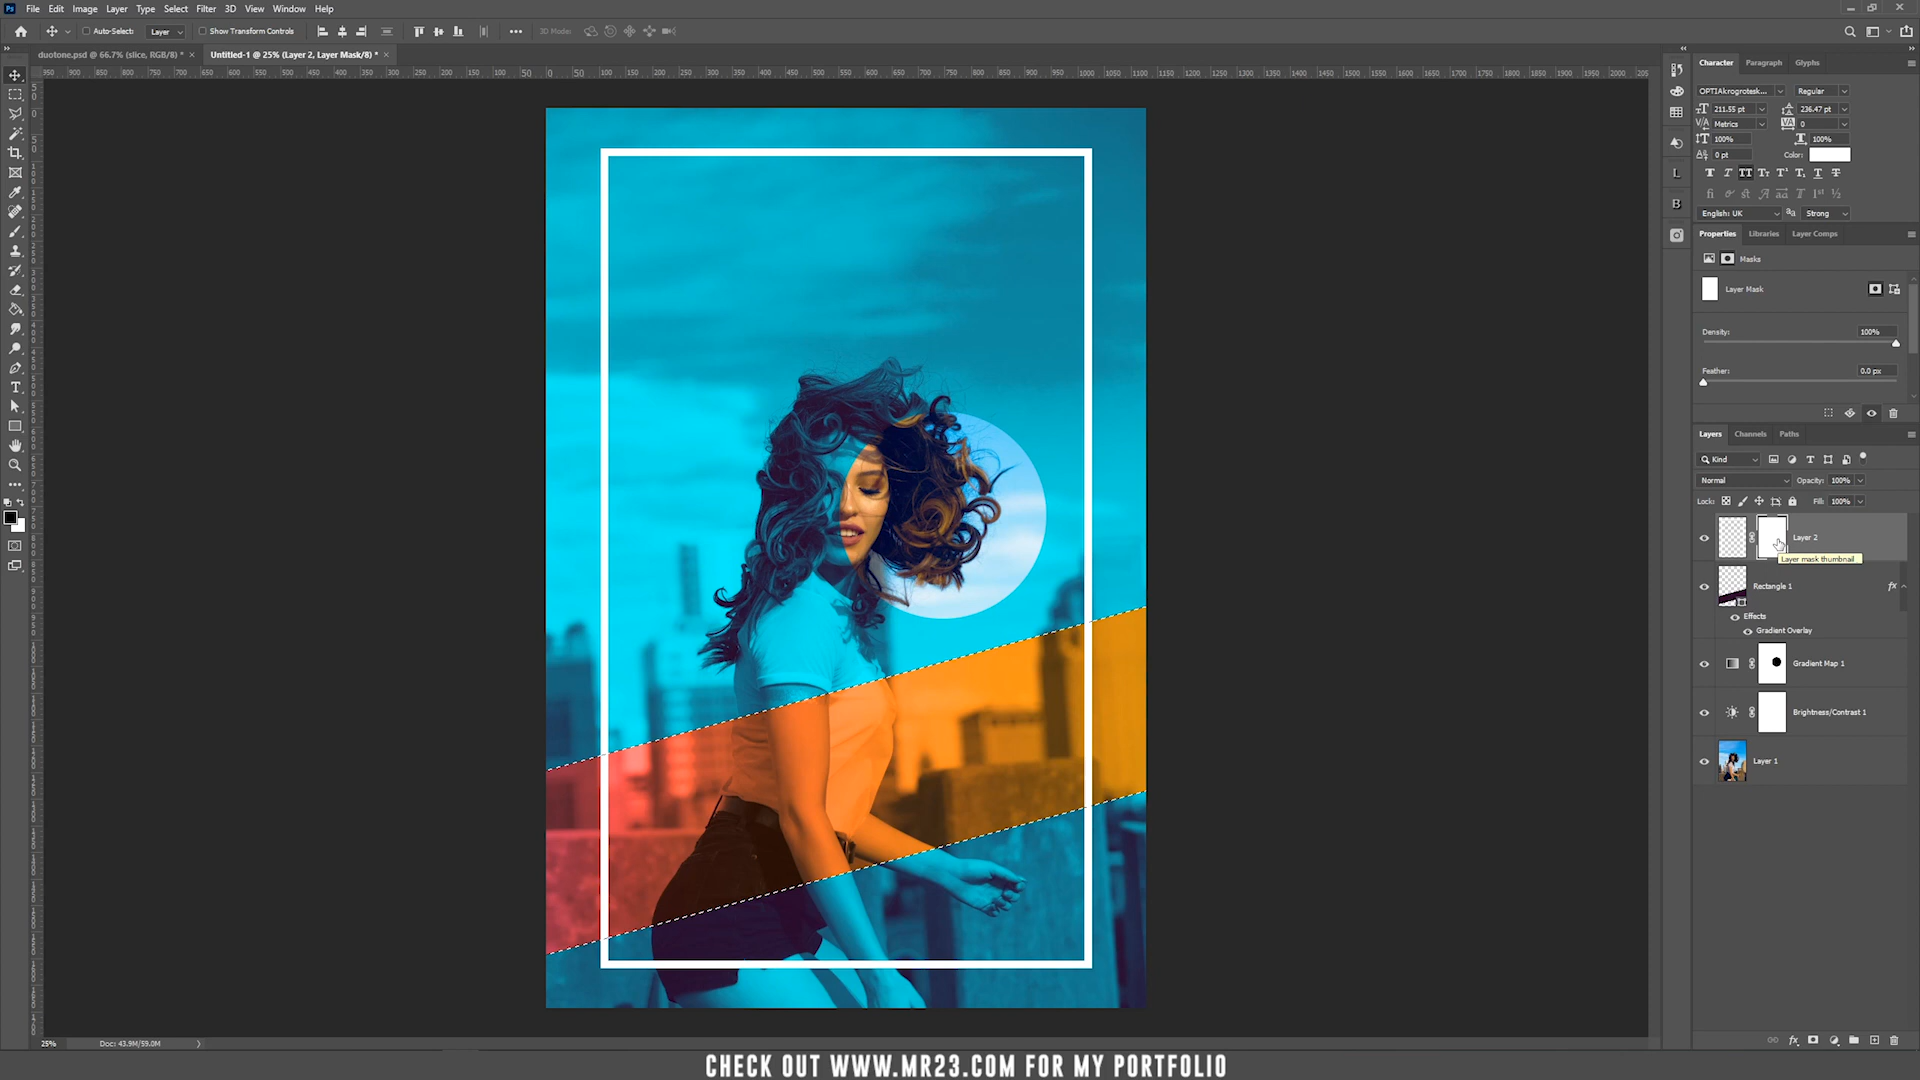 Ps File Edit Image Layer Type Select Filter 3D View Window Help
Auto-Select: Layer Show Transform Controls 3D Mode:
duotone.psd @ 66.7% (slice, RGB/8) * × Untitled-1 @ 25% (Layer 2, Layer Mask/8) * ×
Character Paragraph Glyphs
OPTIAkrogrotesk... Regular
211.55 pt 236.47 pt
Metrics 0
100% 100%
0 pt Color:
English: UK Strong
Properties Libraries Layer Comps
Masks
Layer Mask
Density: 100%
Feather: 0.0 px
Layers Channels Paths
Kind
Normal Opacity: 100%
Lock: Fill: 100%
Layer 2
Layer mask thumbnail
Rectangle 1 fx
Effects
Gradient Overlay
Gradient Map 1
Brightness/Contrast 1
Layer 1
25% Doc: 43.9M/59.0M
CHECK OUT WWW.MR23.COM FOR MY PORTFOLIO